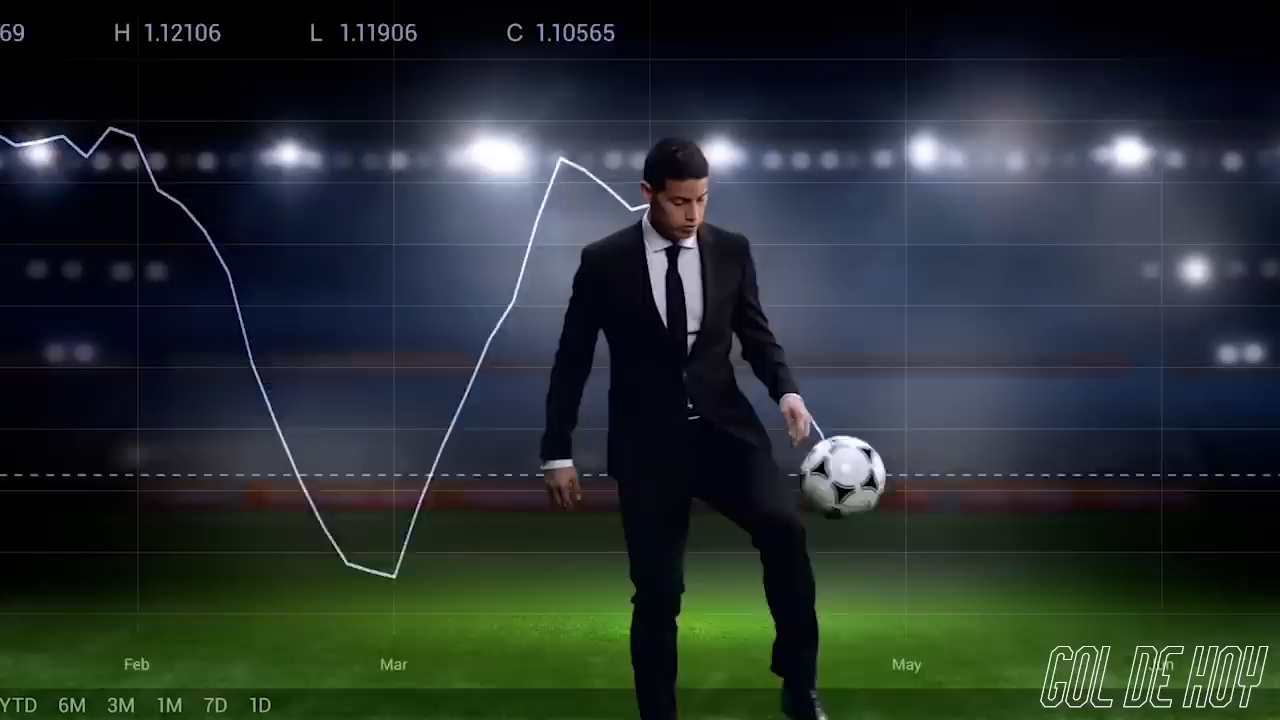 69 H 1.12106 L 1.11906 C 1.10565
Feb Mar May Jun
YTD 6M 3M 1M 7D 1D
GOL DE HOY